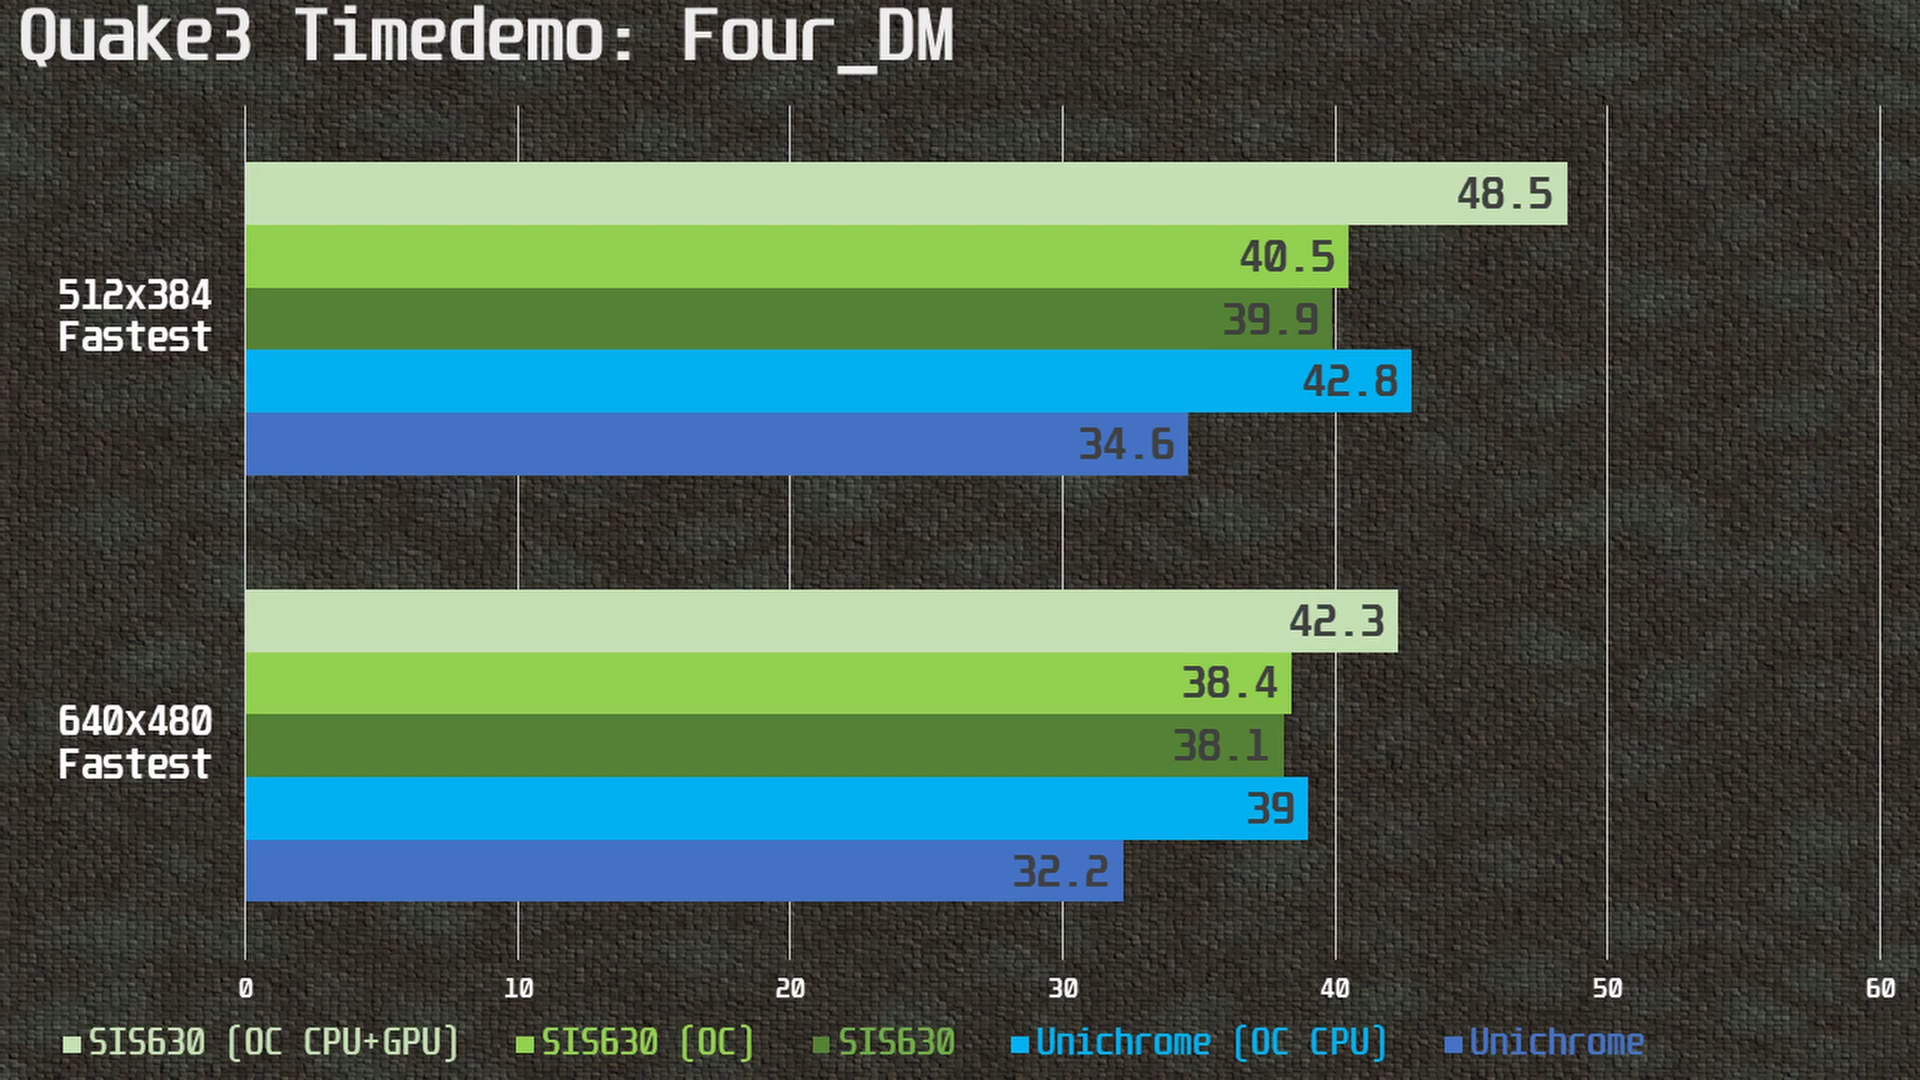 Quake3 Timedemo: Four_DM
512x384
Fastest
48.5
40.5
39.9
42.8
34.6
640x480
Fastest
42.3
38.4
38.1
39
32.2
0 10 20 30 40 50 60
SIS630 (OC CPU+GPU) SIS630 (OC) SIS630 Unichrome (OC CPU) Unichrome